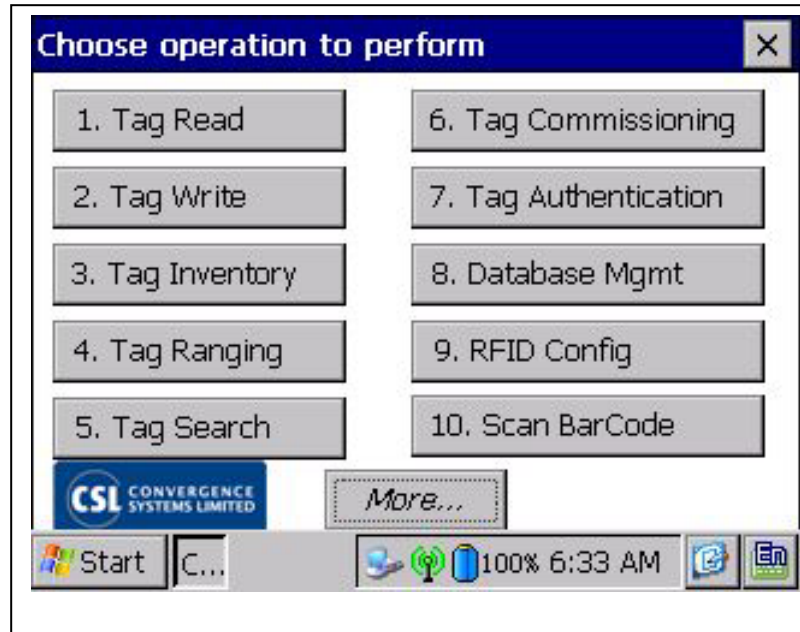 Choose operation to perform
1. Tag Read
2. Tag Write
3. Tag Inventory
4. Tag Ranging
5. Tag Search
6. Tag Commissioning
7. Tag Authentication
8. Database Mgmt
9. RFID Config
10. Scan BarCode
CSL CONVERGENCE
SYSTEMS LIMITED
More...
Start C... 100% 6:33 AM En